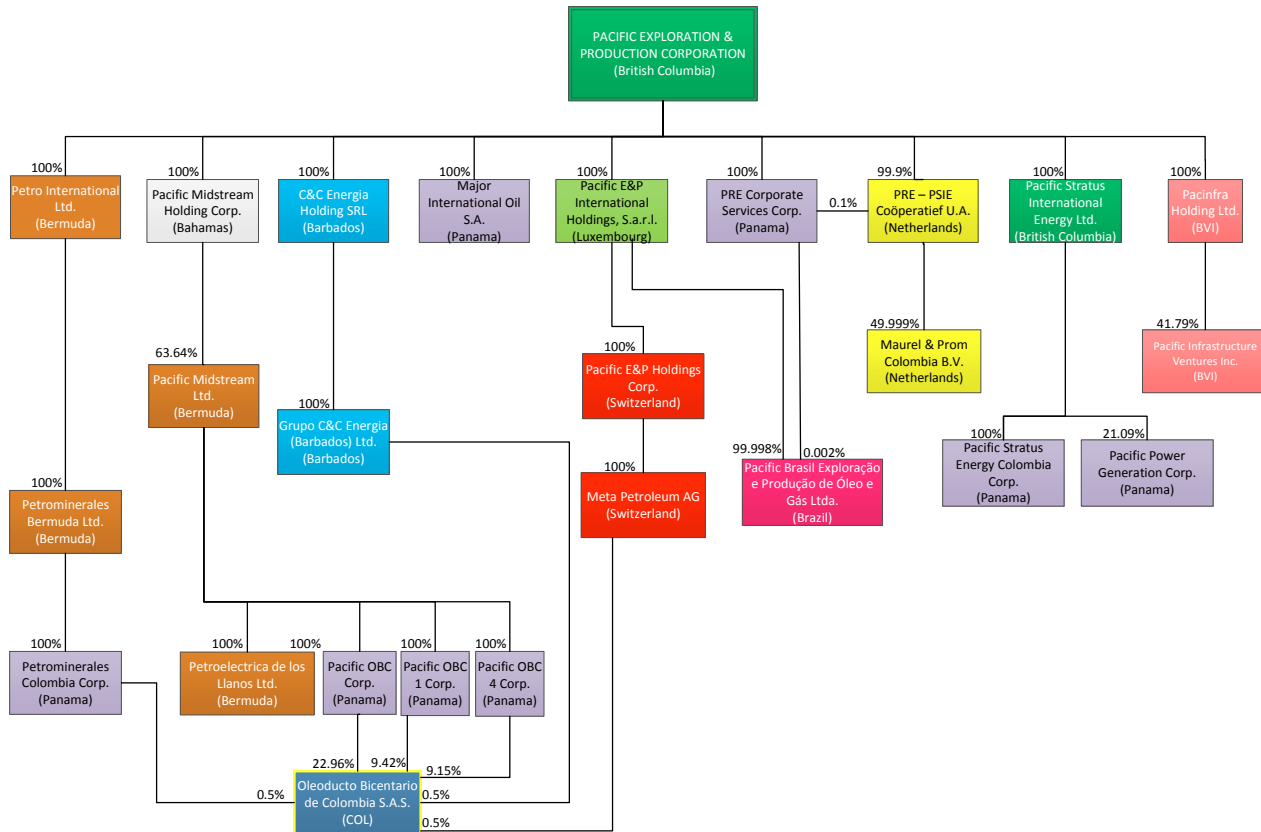 PACIFIC EXPLORATION &
PRODUCTION CORPORATION
(British Columbia)
100%
Petro International
Ltd.
(Bermuda)
100%
Pacific Midstream
Holding Corp.
(Bahamas)
100%
C&C Energia
Holding SRL
(Barbados)
100%
Major
International Oil
S.A.
(Panama)
100%
Pacific E&P
International
Holdings, S.a.r.l.
(Luxembourg)
100%
PRE Corporate
Services Corp.
(Panama)
0.1%
99.9%
PRE – PSIE
Coöperatief U.A.
(Netherlands)
100%
Pacific Stratus
International
Energy Ltd.
(British Columbia)
100%
Pacinfra
Holding Ltd.
(BVI)
63.64%
Pacific Midstream
Ltd.
(Bermuda)
100%
Grupo C&C Energia
(Barbados) Ltd.
(Barbados)
100%
Pacific E&P Holdings
Corp.
(Switzerland)
49.999%
Maurel & Prom
Colombia B.V.
(Netherlands)
41.79%
Pacific Infrastructure
Ventures Inc.
(BVI)
100%
Petrominerales
Bermuda Ltd.
(Bermuda)
100%
Meta Petroleum AG
(Switzerland)
99.998%
0.002%
Pacific Brasil Exploração
e Produção de Óleo e
Gás Ltda.
(Brazil)
100%
Pacific Stratus
Energy Colombia
Corp.
(Panama)
21.09%
Pacific Power
Generation Corp.
(Panama)
100%
Petrominerales
Colombia Corp.
(Panama)
100%
Petroelectrica de los
Llanos Ltd.
(Bermuda)
100%
Pacific OBC
Corp.
(Panama)
100%
Pacific OBC
1 Corp.
(Panama)
100%
Pacific OBC
4 Corp.
(Panama)
22.96%
9.42%
9.15%
0.5%
Oleoducto Bicentario
de Colombia S.A.S.
(COL)
0.5%
0.5%